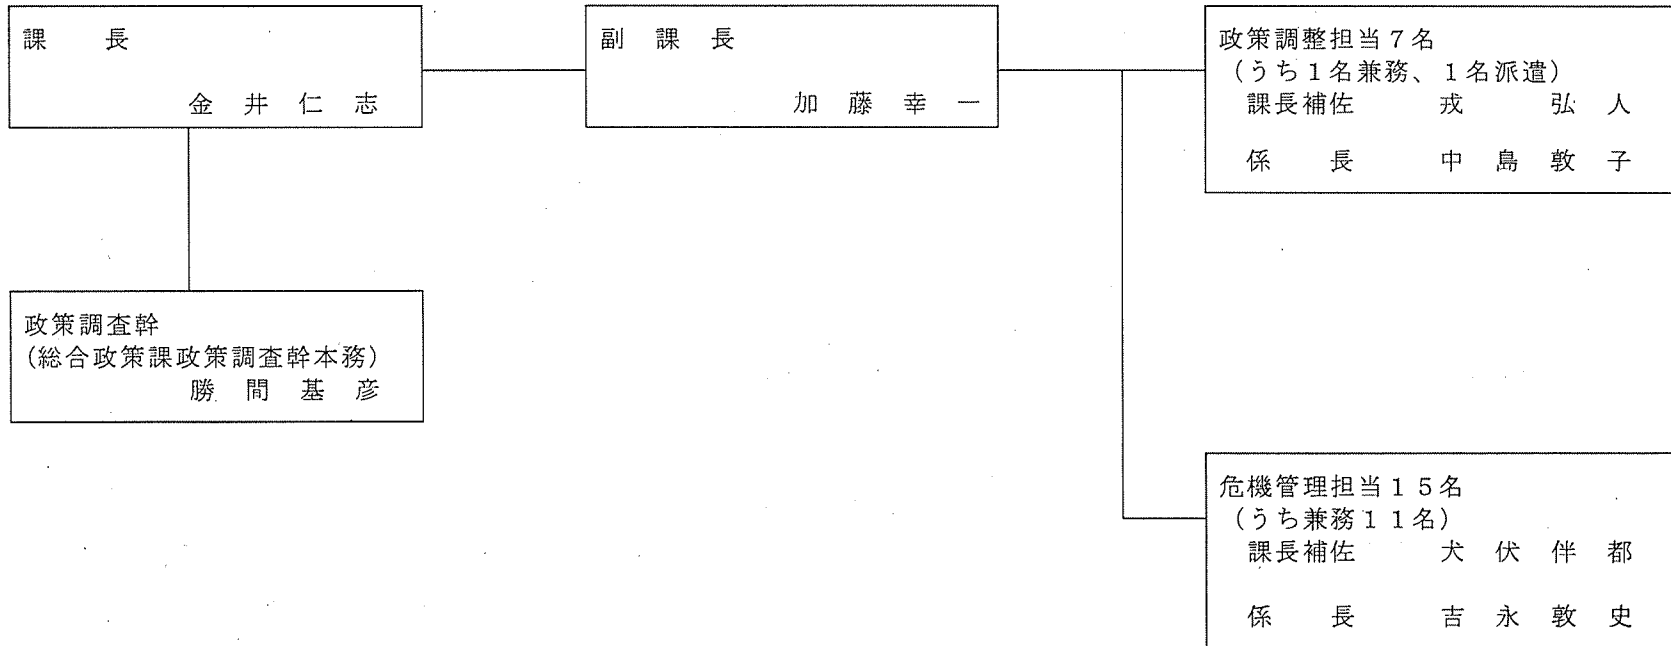 課長
金井仁志
副課長
加藤幸一
政策調整担当7名
(うち1名兼務、1名派遣)
課長補佐 戎 弘人
係長 中島敦子
政策調査幹
(総合政策課政策調査幹本務)
勝間基彦
危機管理担当15名
(うち兼務11名)
課長補佐 犬伏伴都
係長 吉永敦史